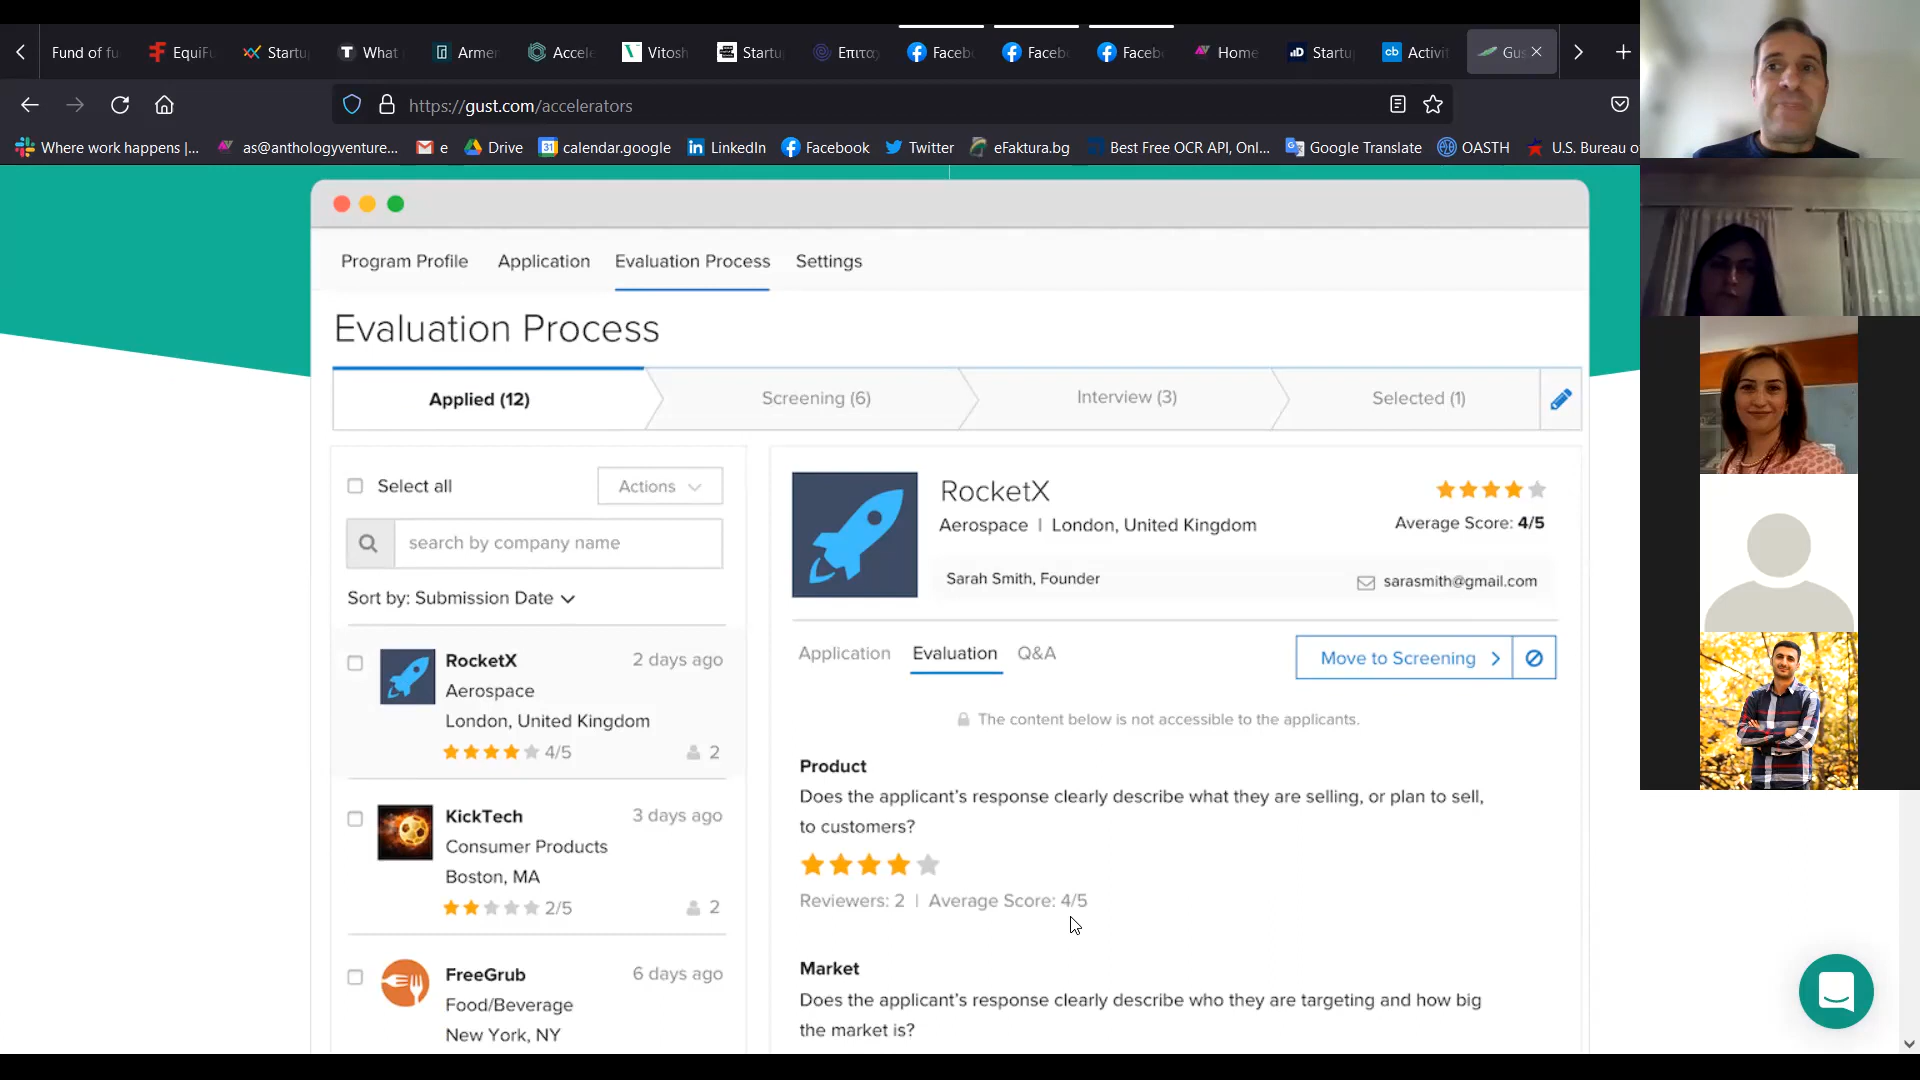 Fund of fu
EquiFu
Startu
What
Armen
Accele
Vitosh
Startu
Επιτα
Faceb
Faceb
Faceb
Home
Startu
Activit
Gus
https://gust.com/accelerators
Where work happens |...
as@anthologyventure...
e
Drive
calendar.google
LinkedIn
Facebook
Twitter
eFaktura.bg
Best Free OCR API, Onl...
Google Translate
OASTH
U.S. Bureau o
Program Profile
Application
Evaluation Process
Settings
Evaluation Process
Applied (12)
Screening (6)
Interview (3)
Selected (1)
Select all
Actions
search by company name
Sort by: Submission Date
RocketX
2 days ago
Aerospace
London, United Kingdom
4/5
2
KickTech
3 days ago
Consumer Products
Boston, MA
2/5
2
FreeGrub
6 days ago
Food/Beverage
New York, NY
RocketX
Aerospace | London, United Kingdom
Average Score: 4/5
Sarah Smith, Founder
sarasmith@gmail.com
Application
Evaluation
Q&A
Move to Screening
The content below is not accessible to the applicants.
Product
Does the applicant's response clearly describe what they are selling, or plan to sell,
to customers?
Reviewers: 2 | Average Score: 4/5
Market
Does the applicant's response clearly describe who they are targeting and how big
the market is?